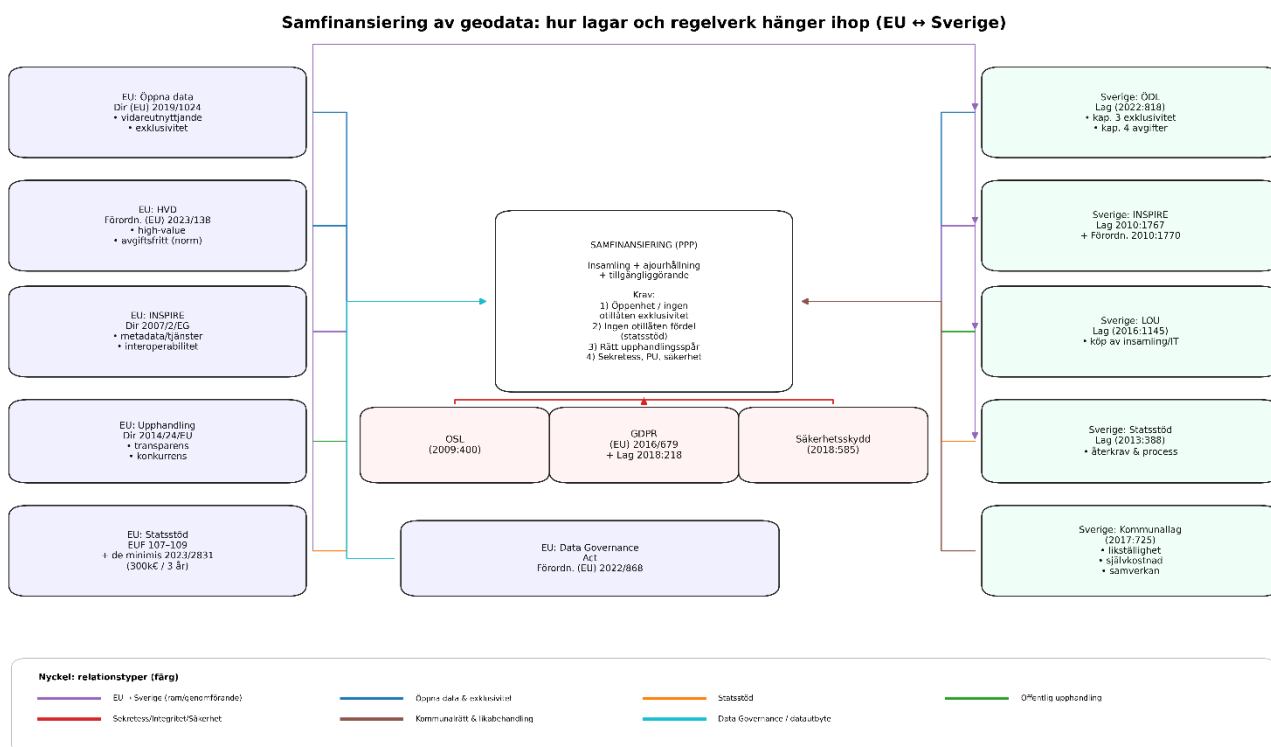 Samfinansiering av geodata: hur lagar och regelverk hänger ihop (EU ↔ Sverige)
EU: Öppna data
Dir (EU) 2019/1024
• vidareutnyttjande
• exklusivitet
EU: HVD
Förordn. (EU) 2023/138
• high-value
• avgiftsfritt (norm)
EU: INSPIRE
Dir 2007/2/EG
• metadata/tjänster
• interoperabilitet
EU: Upphandling
Dir 2014/24/EU
• transparens
• konkurrens
EU: Statsstöd
EUF 107–109
+ de minimis 2023/2831
(300k€ / 3 år)
SAMFINANSIERING (PPP)
Insamling + ajourhållning
+ tillgängliggörande
Krav:
1) Öppenhet / ingen
otillåten exklusivitet
2) Ingen otillåten fördel
(statsstöd)
3) Rätt upphandlingsspår
4) Sekretess, PU, säkerhet
OSL
(2009:400)
GDPR
(EU) 2016/679
+ Lag 2018:218
Säkerhetsskydd
(2018:585)
EU: Data Governance
Act
Förordn. (EU) 2022/868
Sverige: ÖDL
Lag (2022:818)
• kap. 3 exklusivitet
• kap. 4 avgifter
Sverige: INSPIRE
Lag 2010:1767
+ Förordn. 2010:1770
Sverige: LOU
Lag (2016:1145)
• köp av insamling/IT
Sverige: Statsstöd
Lag (2013:388)
• återkrav & process
Sverige: Kommunallag
(2017:725)
• likställighet
• självkostnad
• samverkan
Nyckel: relationstyper (färg)
EU → Sverige (ram/genomförande)
Öppna data & exklusivitet
Statsstöd
Offentlig upphandling
Sekretess/Integritet/Säkerhet
Kommunalrätt & likabehandling
Data Governance / datautbyte